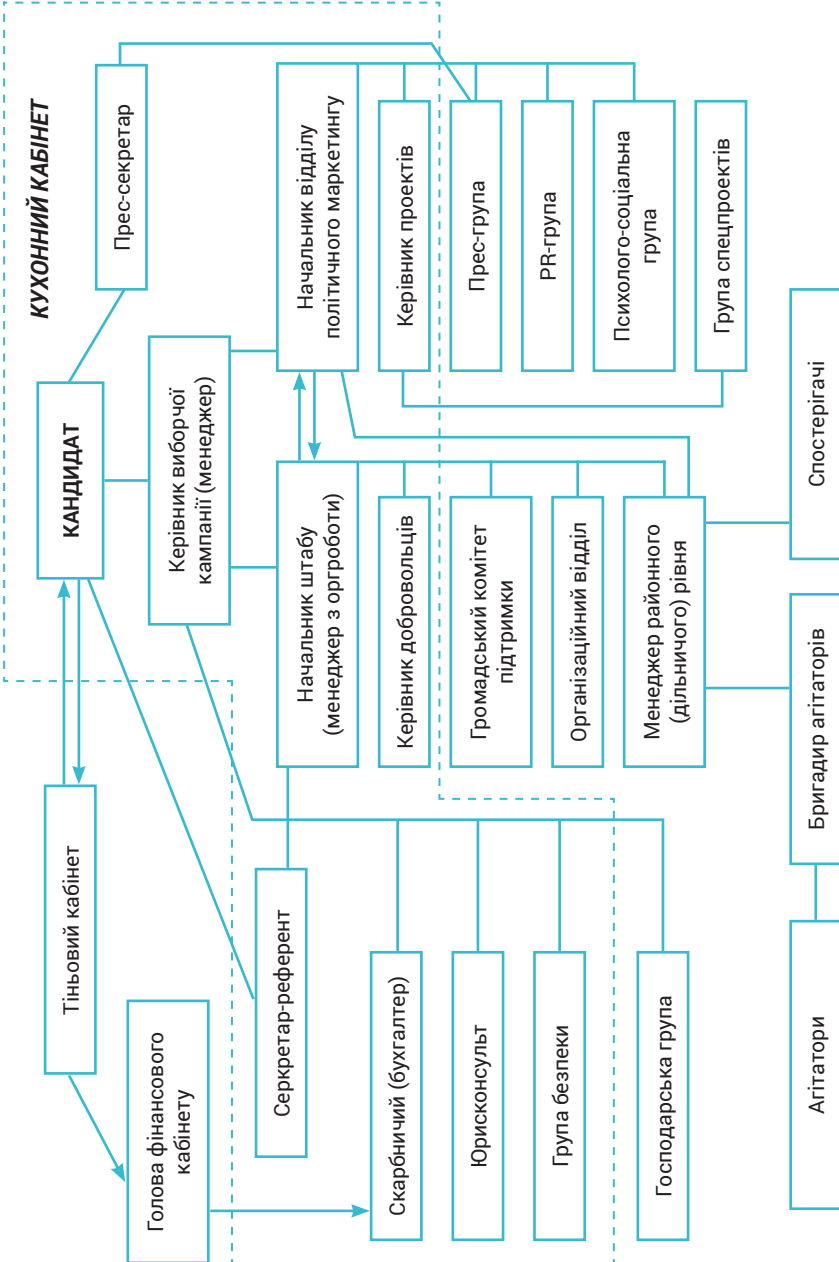 КУХОННИЙ КАБІНЕТ
Тіньовий кабінет
КАНДИДАТ
Прес-секретар
Голова фінансового
кабінету
Керівник виборчої
кампанії (менеджер)
Серкретар-референт
Начальник штабу
(менеджер з оргроботи)
Начальник відділу
політичного маркетингу
Скарбничий (бухгалтер)
Керівник добровольців
Керівник проектів
Юрисконсульт
Громадський комітет
підтримки
Прес-група
Група безпеки
Організаційний відділ
PR-група
Господарська група
Менеджер районного
(дільничого) рівня
Психолого-соціальна
група
Група спецпроектів
Агітатори
Бригадир агітаторів
Спостерігачі